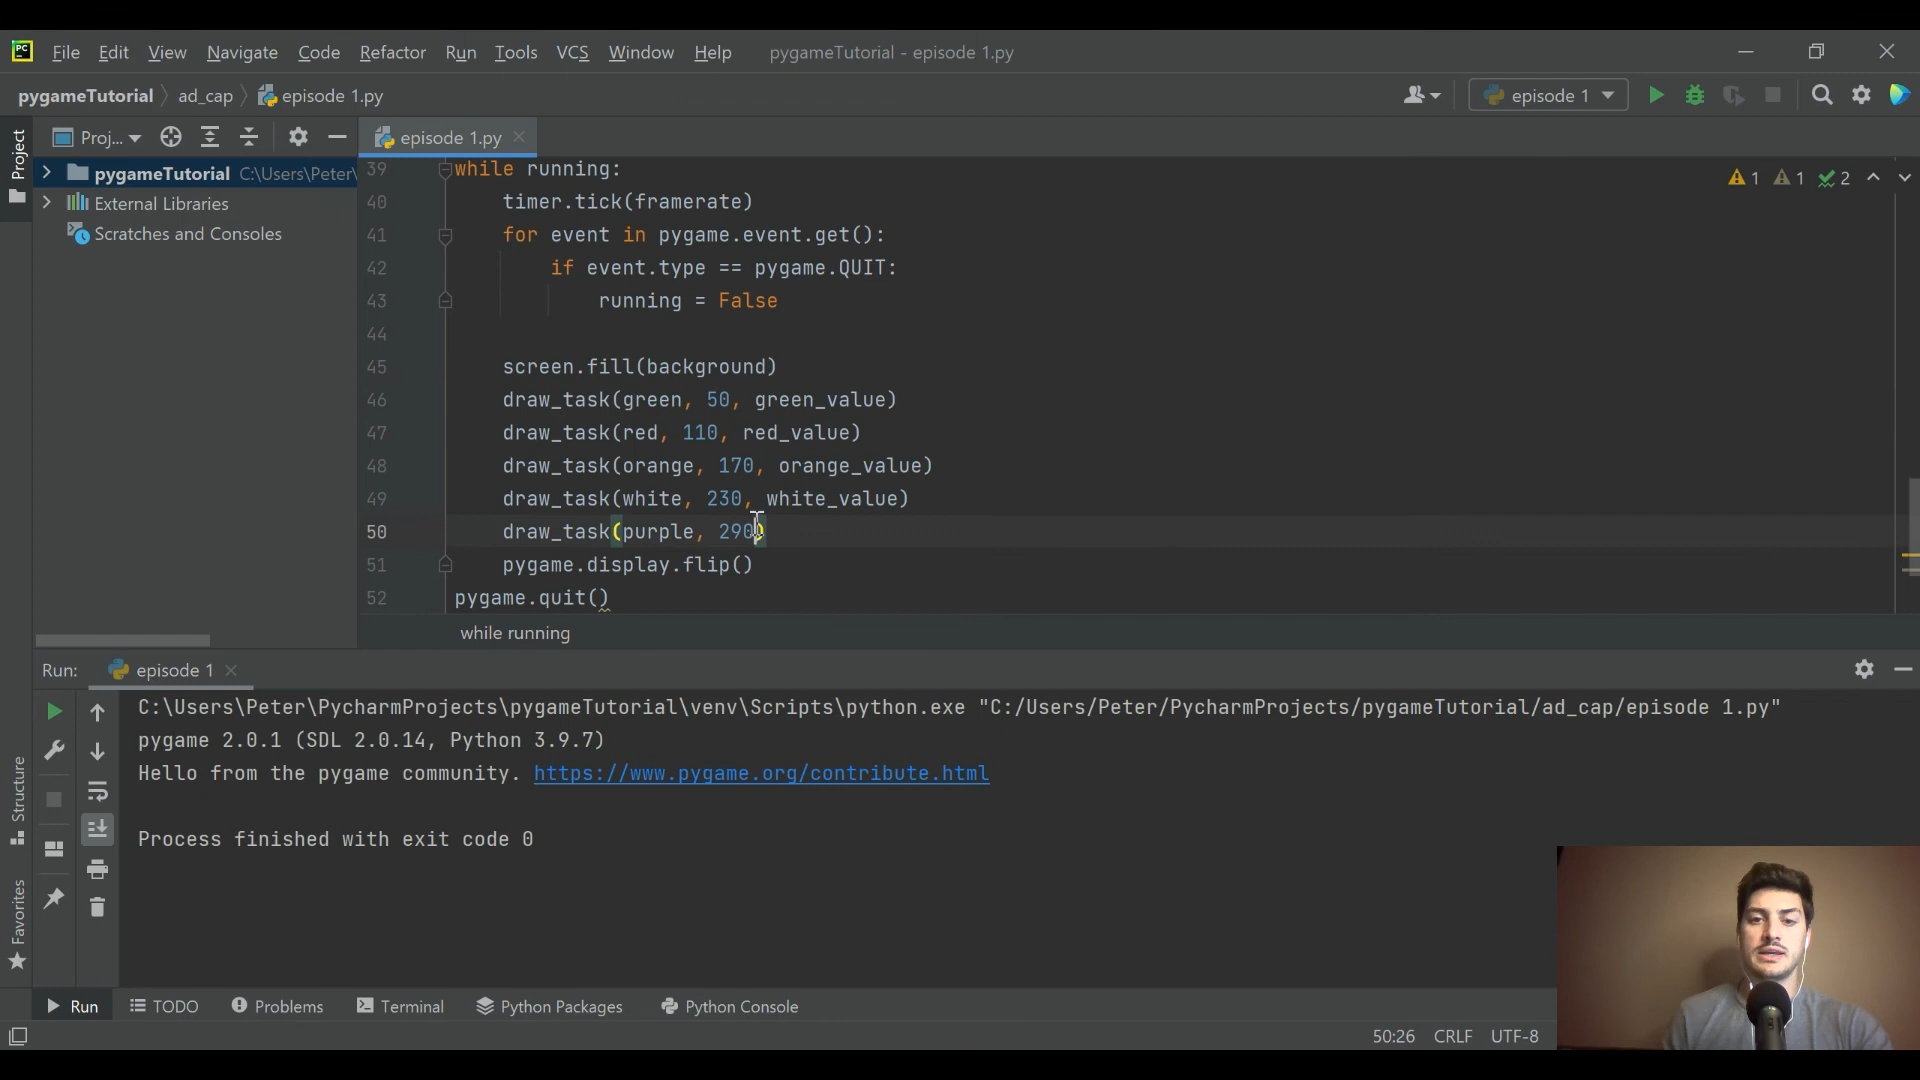 PC File Edit View Navigate Code Refactor Run Tools VCS Window Help pygameTutorial - episode 1.py
pygameTutorial ad_cap episode 1.py episode 1
Project
Proj... episode 1.py
pygameTutorial C:\Users\Peter\
External Libraries
Scratches and Consoles
1 1 2
39 while running:
40 timer.tick(framerate)
41 for event in pygame.event.get():
42 if event.type == pygame.QUIT:
43 running = False
44
45 screen.fill(background)
46 draw_task(green, 50, green_value)
47 draw_task(red, 110, red_value)
48 draw_task(orange, 170, orange_value)
49 draw_task(white, 230, white_value)
50 draw_task(purple, 290)
51 pygame.display.flip()
52 pygame.quit()
while running
Run: episode 1
C:\Users\Peter\PycharmProjects\pygameTutorial\venv\Scripts\python.exe "C:/Users/Peter/PycharmProjects/pygameTutorial/ad_cap/episode 1.py"
pygame 2.0.1 (SDL 2.0.14, Python 3.9.7)
Hello from the pygame community. https://www.pygame.org/contribute.html
Process finished with exit code 0
Structure
Favorites
Run TODO Problems Terminal Python Packages Python Console
50:26 CRLF UTF-8